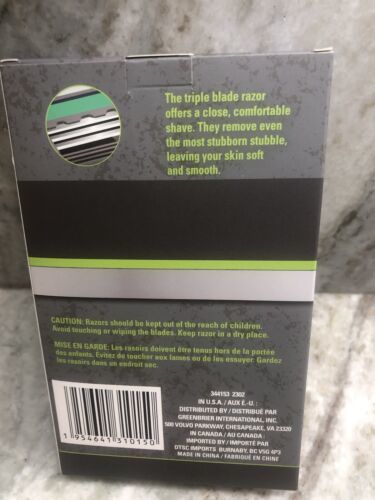 The triple blade razor
offers a close, comfortable
shave. They remove even
the most stubborn stubble,
leaving your skin soft
and smooth.
CAUTION: Razors should be kept out of the reach of children.
Avoid touching or wiping the blades. Keep razor in a dry place.
MISE EN GARDE: Les rasoirs doivent être tenus hors de la portée
des enfants. Évitez de toucher aux lames ou de les essuyer. Gardez
les rasoirs dans un endroit sec.
344153 2302
IN U.S.A. / AUX É.-U. :
DISTRIBUTED BY / DISTRIBUÉ PAR
GREENBRIER INTERNATIONAL, INC.
500 VOLVO PARKWAY, CHESAPEAKE, VA 23320
IN CANADA / AU CANADA :
IMPORTED BY / IMPORTÉ PAR
DTSC IMPORTS BURNABY, BC V5G 4P3
MADE IN CHINA / FABRIQUÉ EN CHINE
1 954641 310150